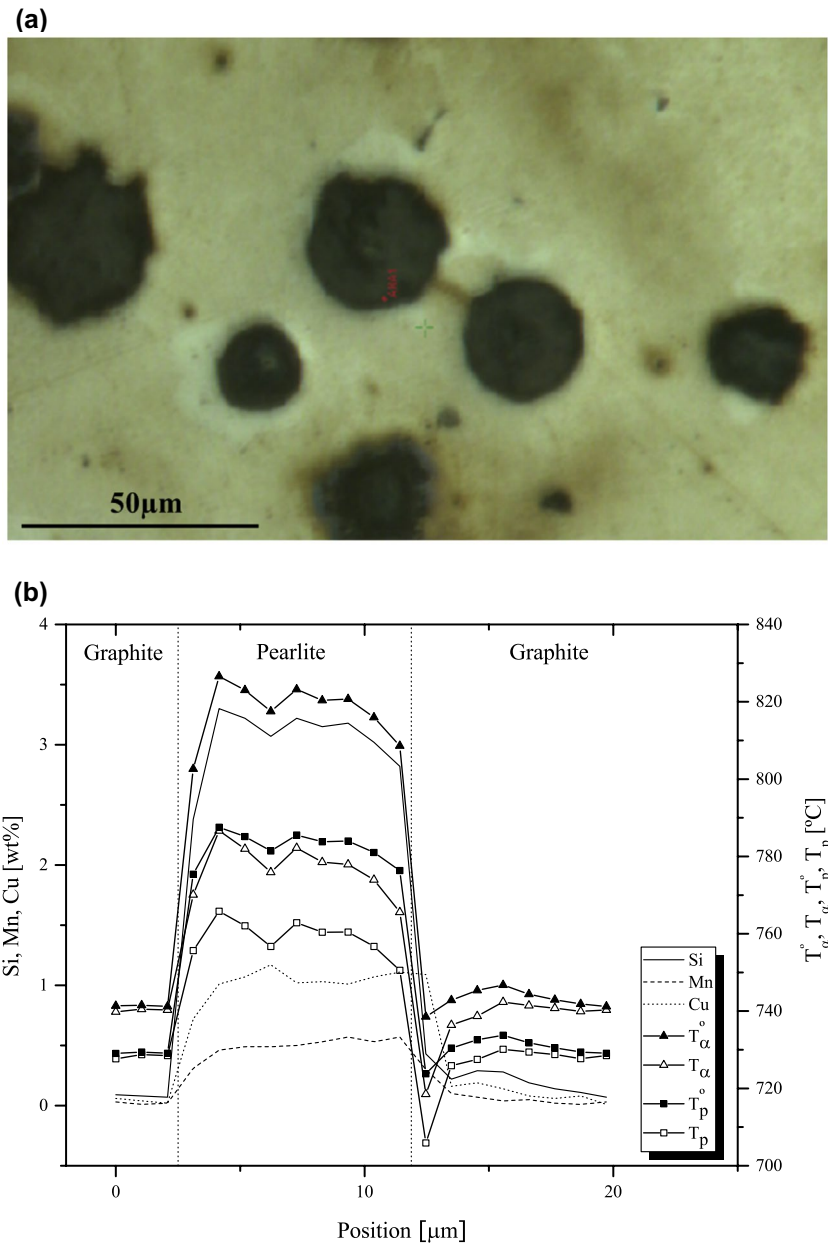 (a)
50µm
(b)
Graphite Pearlite Graphite
4
3
2
1
0
Si, Mn, Cu [wt%]
840
820
800
780
760
740
720
700
T°α, Tα, T°p, Tp [ºC]
Si
Mn
Cu
T°α
Tα
T°p
Tp
0 10 20
Position [µm]